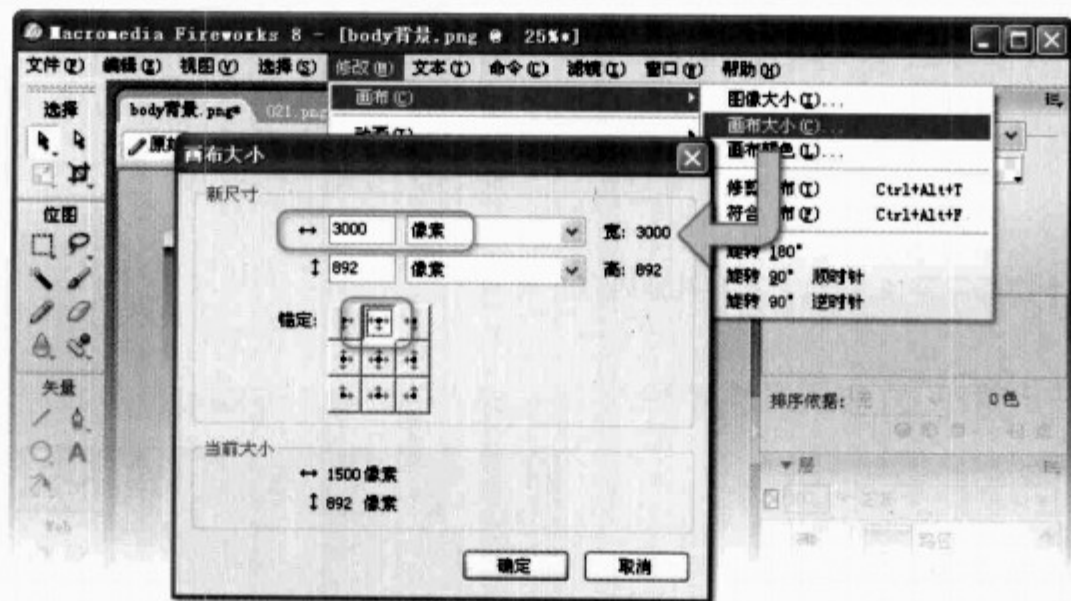 Macromedia Fireworks 8 - [body背景.png @ 25%*]
文件(F) 编辑(E) 视图(V) 选择(S) 修改(M) 文本(T) 命令(C) 滤镜(I) 窗口(W) 帮助(H)
选择
body背景.png* 021.png
画布(C)
图像大小(I)...
画布大小(C)...
画布颜色(L)...
修剪画布(T) Ctrl+Alt+T
符合画布(F) Ctrl+Alt+F
旋转 180°
旋转 90° 顺时针
旋转 90° 逆时针
画布大小
新尺寸
3000 像素 宽: 3000
892 像素 高: 892
锚定:
当前大小
1500 像素
892 像素
确定 取消
位图
矢量
Web
排序依据: 0色
层